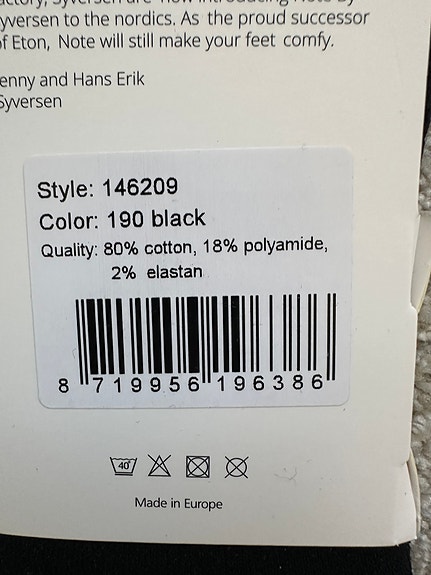 Syversen are now introducing Note by
yversen to the nordics. As the proud successor
of Eton, Note will still make your feet comfy.
enny and Hans Erik
Syversen
Style: 146209
Color: 190 black
Quality: 80% cotton, 18% polyamide,
2% elastan
8 719956 196386
40°
Made in Europe